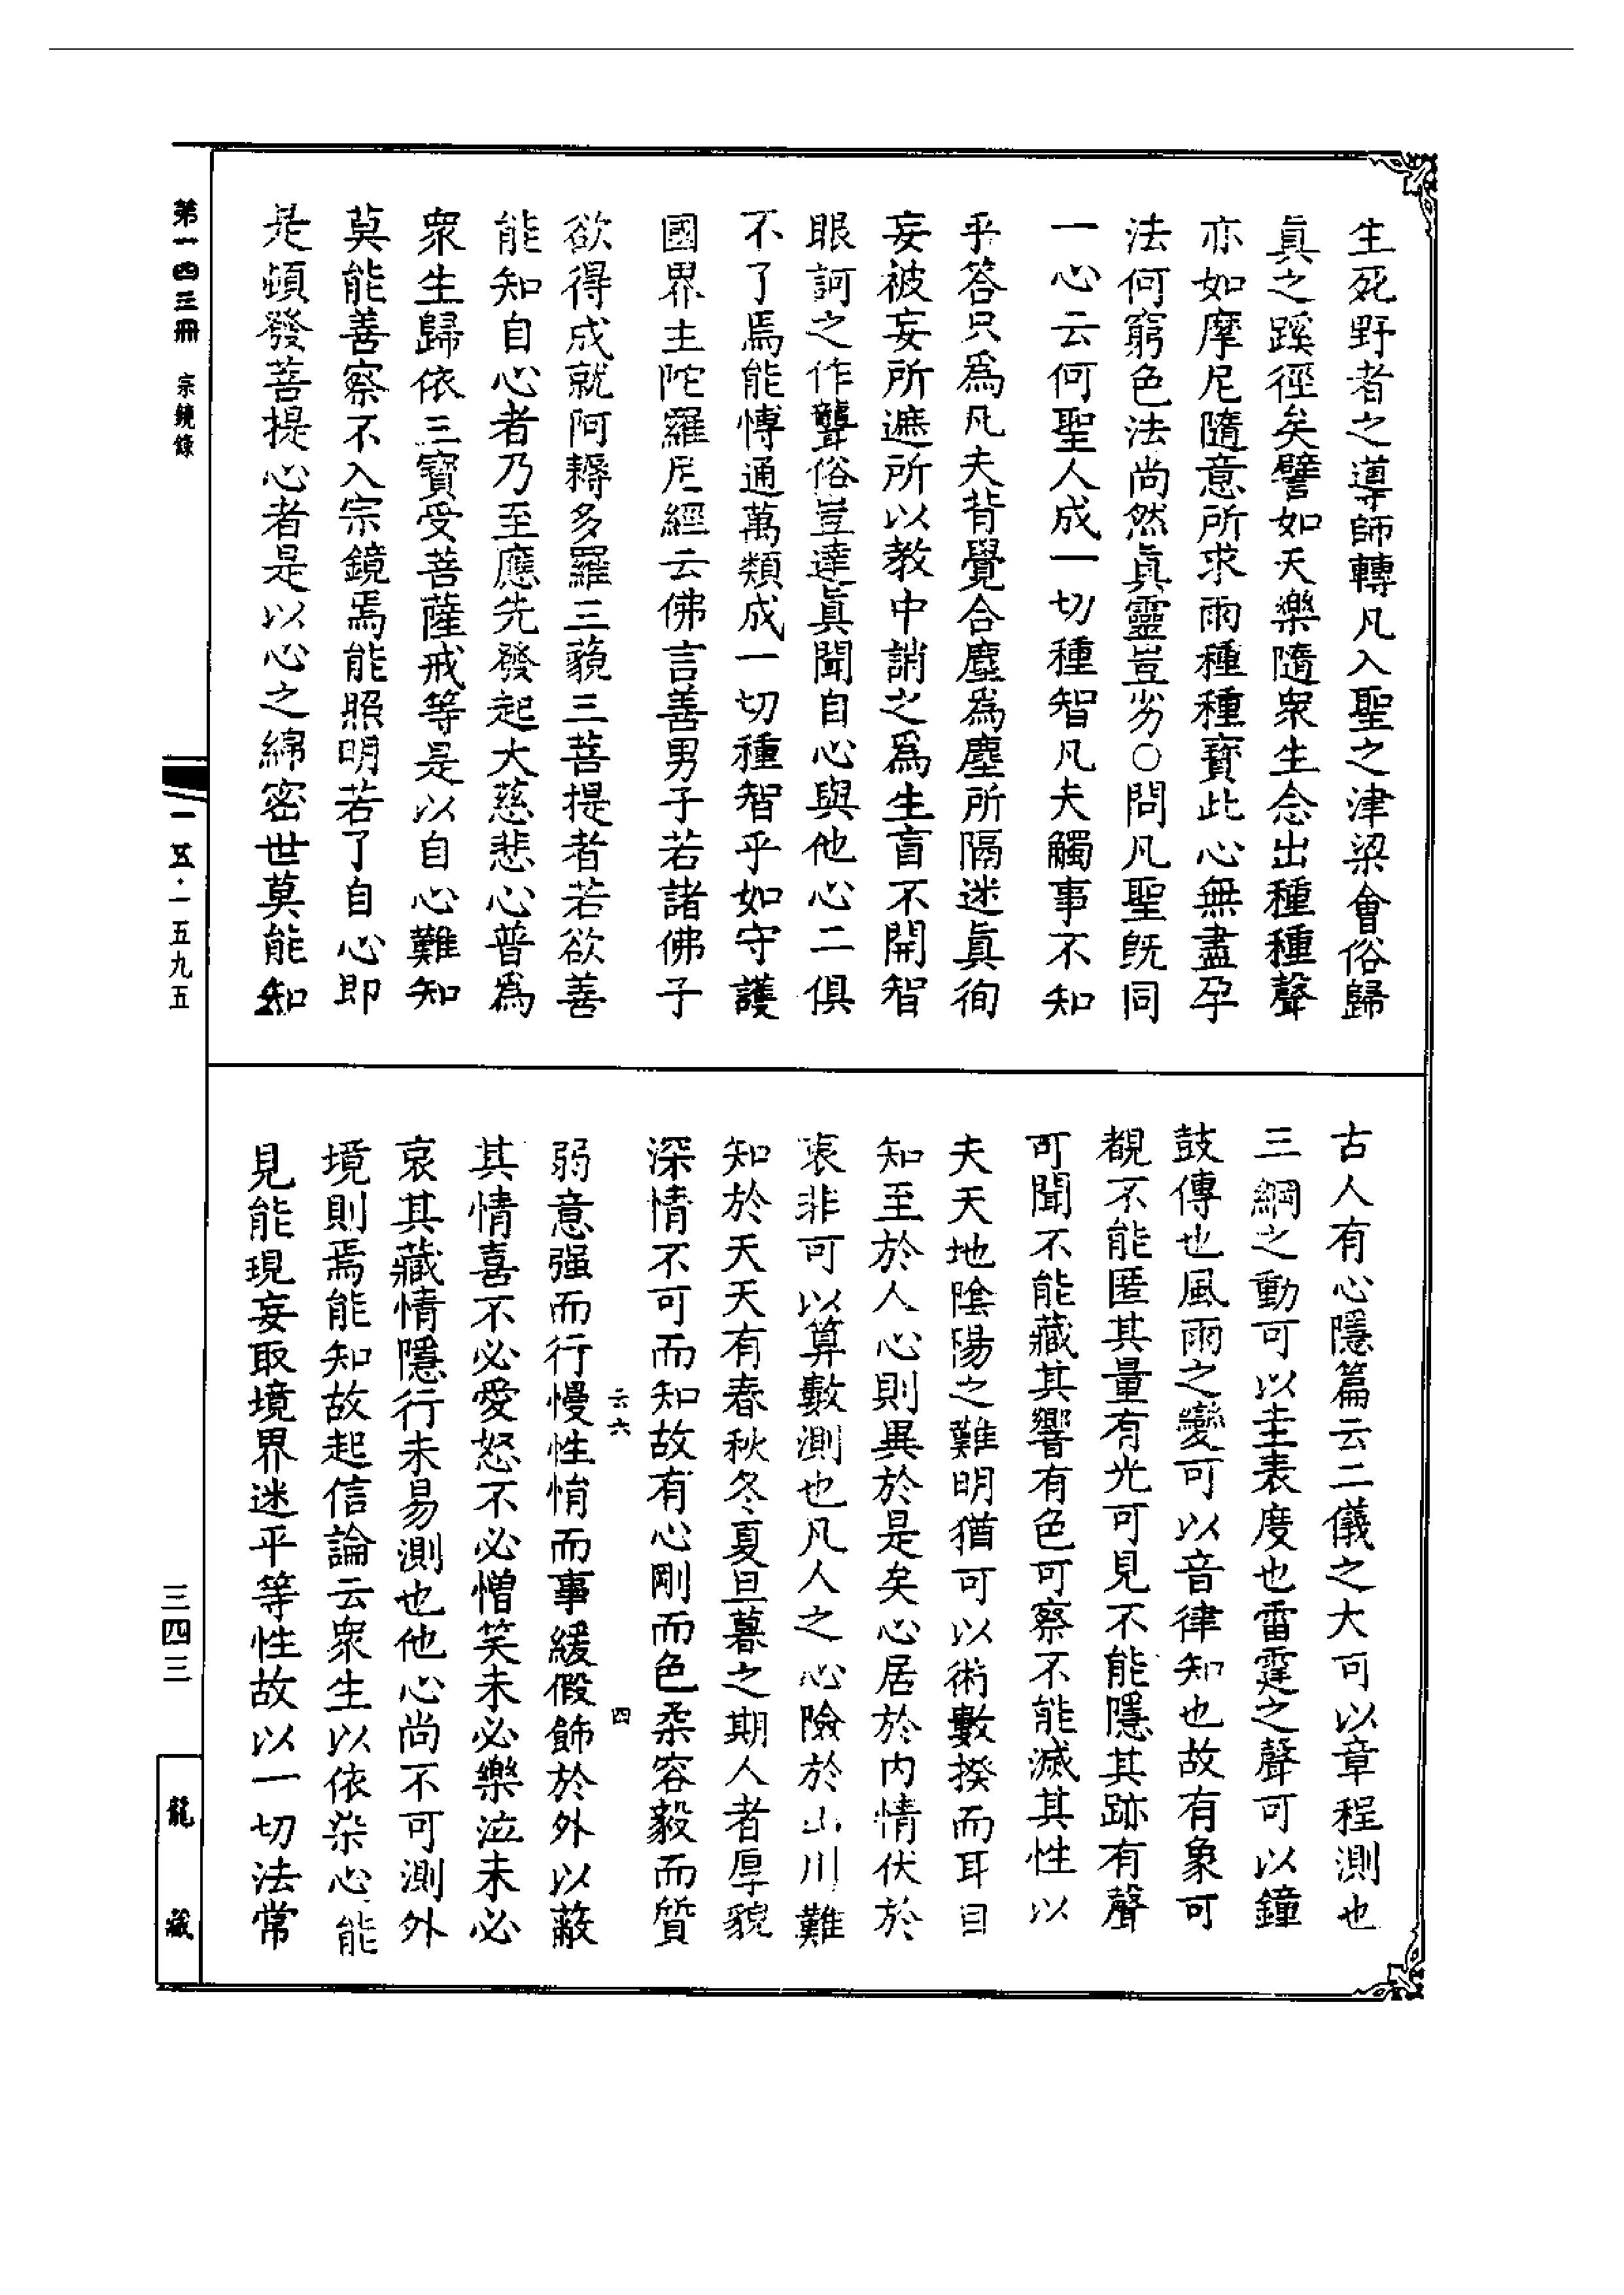 生死野者之導師轉凡入聖之津梁會俗歸
眞之蹊徑矣譬如天樂隨衆生念出種種聲
亦如摩尼隨意所求雨種種寶此心無盡孕
法何窮色法尚然眞靈豈劣○問凡聖旣同
一心云何聖人成一切種智凡夫觸事不知
乎答只爲凡夫背覺合塵爲塵所隔迷眞徇
妄被妄所遮所以教中誚之爲生盲不開智
眼訶之作聾俗豈達眞聞自心與他心二俱
不了焉能博通萬類成一切種智乎如守護
國界主陀羅尼經云佛言善男子若諸佛子
欲得成就阿耨多羅三藐三菩提者若欲善
能知自心者乃至應先發起大慈悲心普爲
衆生歸依三寶受菩薩戒等是以自心難知
莫能善察不入宗鏡焉能照明若了自心即
是頓發菩提心者是以心之綿密世莫能知
古人有心隱篇云二儀之大可以章程測也
三綱之動可以圭表度也雷霆之聲可以鐘
鼓傳也風雨之變可以音律知也故有象可
覩不能匿其量有光可見不能隱其跡有聲
可聞不能藏其響有色可察不能滅其性以
夫天地陰陽之難明猶可以術數揆而耳目
知至於人心則異於是矣心居於内情伏於
衷非可以算數測也凡人之心險於山川難
知於天天有春秋冬夏旦暮之期人者厚貌
深情不可而知故有心剛而色柔容毅而質
云六
四
弱意强而行慢性悄而事緩假飾於外以蔽
其情喜不必愛怒不必憎笑未必樂泣未必
哀其藏情隱行未易測也他心尚不可測外
境則焉能知故起信論云衆生以依染心能
見能現妄取境界迷平等性故以一切法常
第一四三冊 宗鏡錄
一五·一五九五
三四三
龍藏